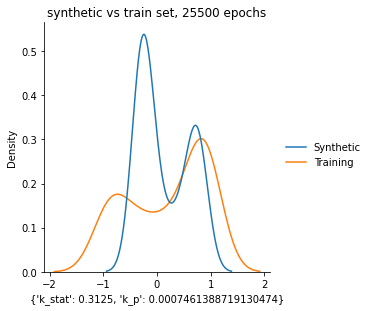 synthetic vs train set, 25500 epochs
0.5
0.4
0.3
0.2
0.1
0.0
Density
Synthetic
Training
−2 −1 0 1 2
{'k_stat': 0.3125, 'k_p': 0.0007461388719130474}